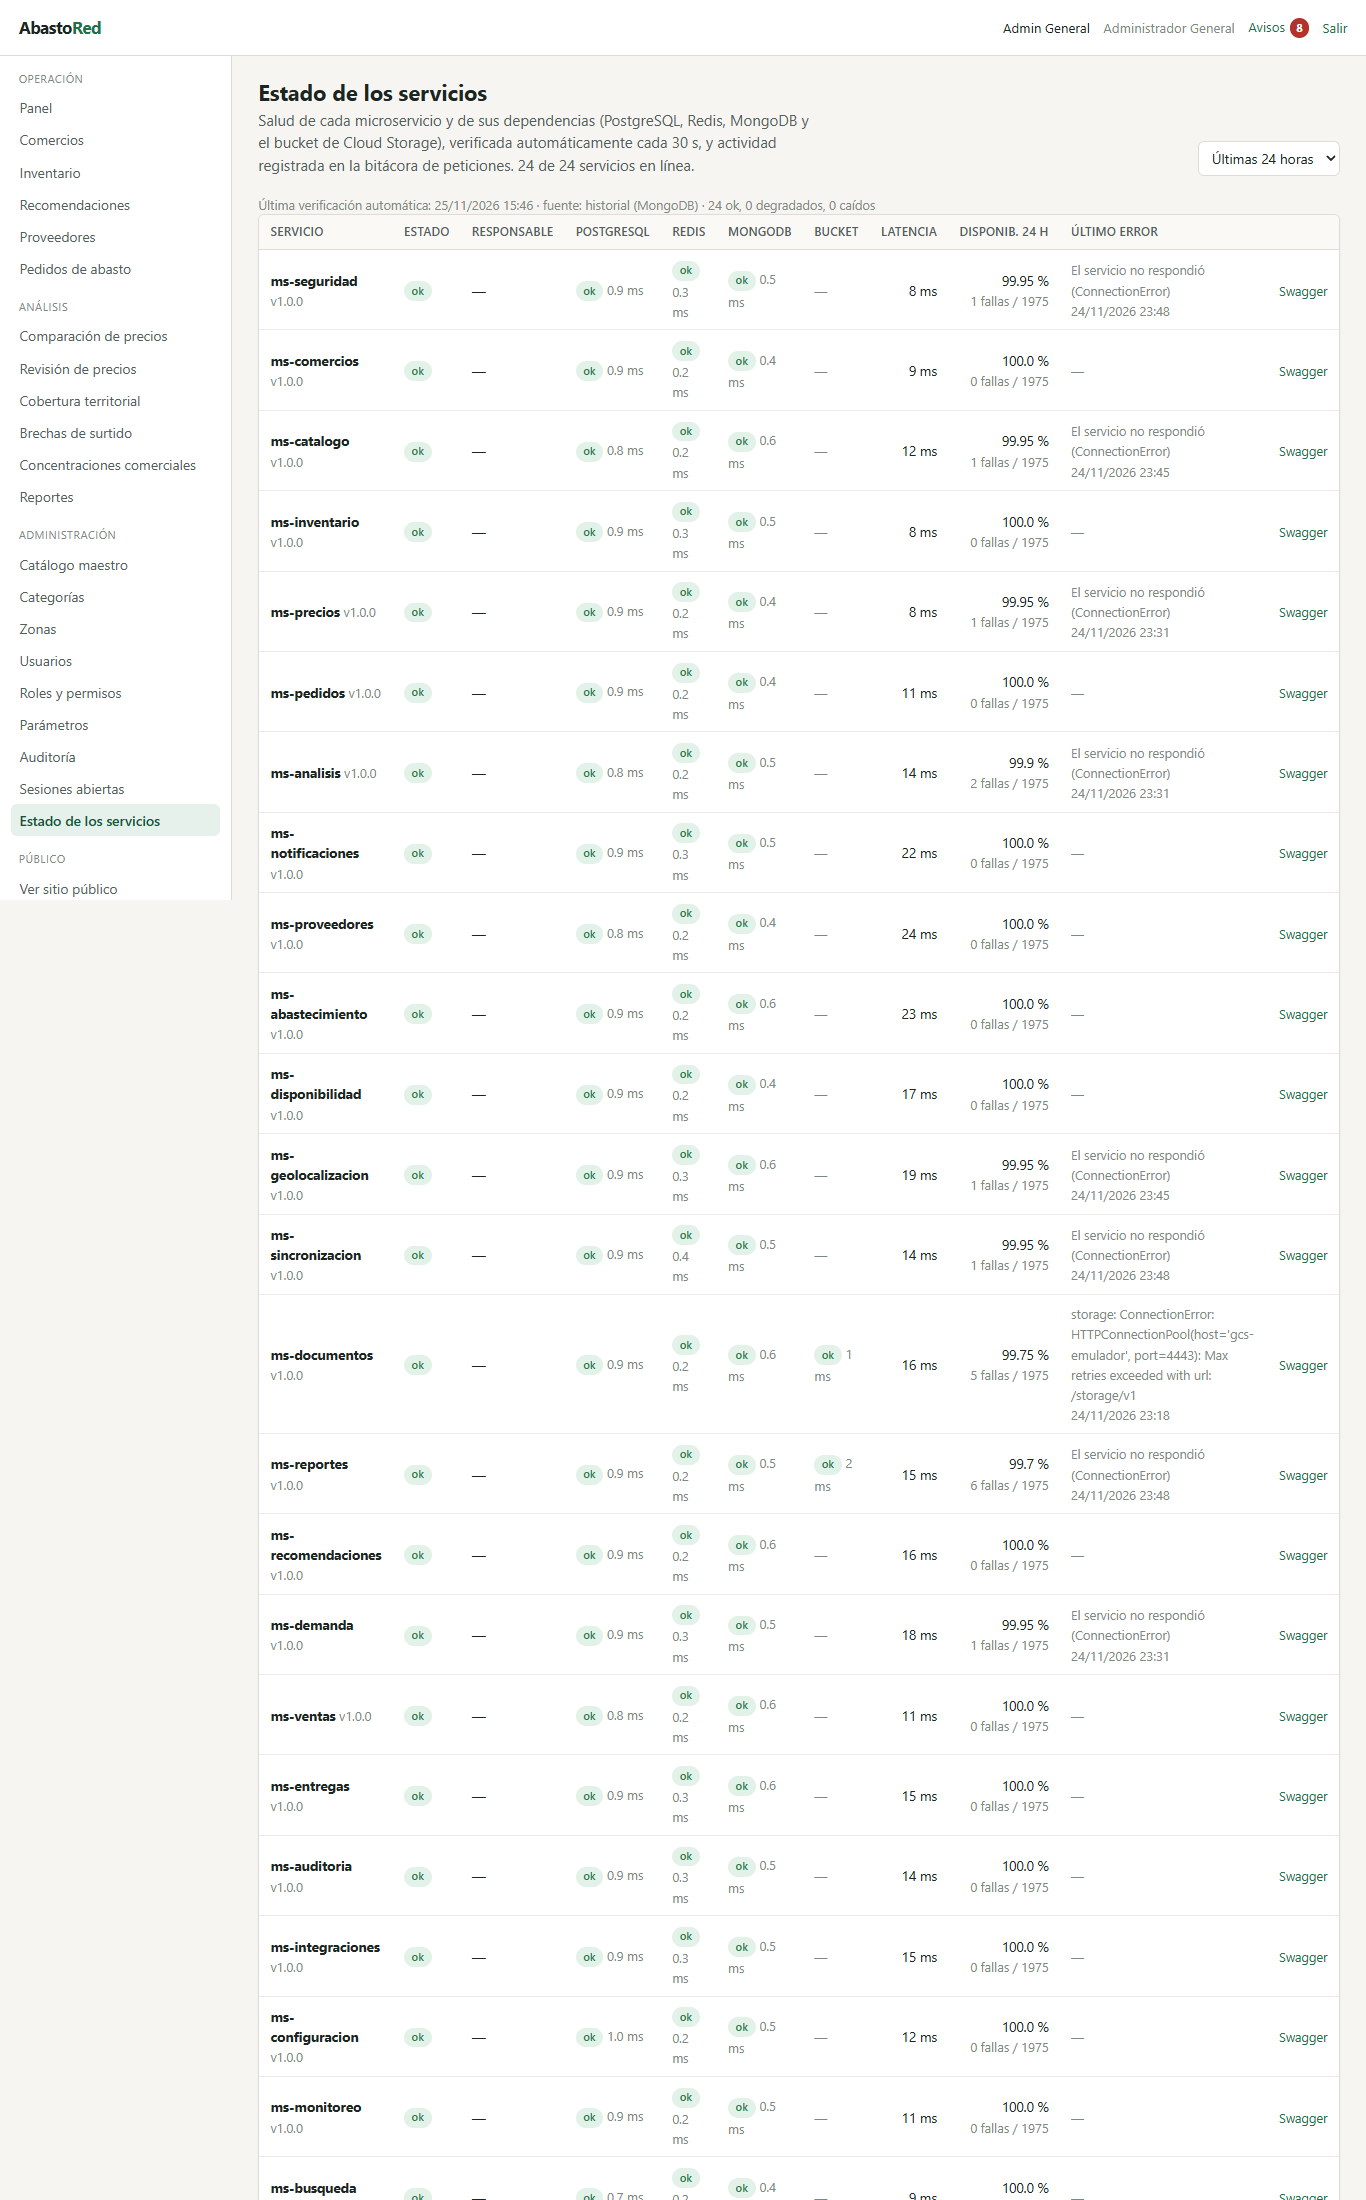 AbastoRed
Admin General Administrador General Avisos 8 Salir
OPERACIÓN
Panel
Comercios
Inventario
Recomendaciones
Proveedores
Pedidos de abasto
ANÁLISIS
Comparación de precios
Revisión de precios
Cobertura territorial
Brechas de surtido
Concentraciones comerciales
Reportes
ADMINISTRACIÓN
Catálogo maestro
Categorías
Zonas
Usuarios
Roles y permisos
Parámetros
Auditoría
Sesiones abiertas
Estado de los servicios
PÚBLICO
Ver sitio público
Estado de los servicios
Salud de cada microservicio y de sus dependencias (PostgreSQL, Redis, MongoDB y
el bucket de Cloud Storage), verificada automáticamente cada 30 s, y actividad
registrada en la bitácora de peticiones. 24 de 24 servicios en línea.
Últimas 24 horas
Última verificación automática: 25/11/2026 15:46 · fuente: historial (MongoDB) · 24 ok, 0 degradados, 0 caídos
SERVICIO ESTADO RESPONSABLE POSTGRESQL REDIS MONGODB BUCKET LATENCIA DISPONIB. 24 H ÚLTIMO ERROR
ms-seguridad v1.0.0 ok — ok 0.9 ms ok 0.3 ms ok 0.5 ms — 8 ms 99.95 % 1 fallas / 1975 El servicio no respondió (ConnectionError) 24/11/2026 23:48 Swagger
ms-comercios v1.0.0 ok — ok 0.9 ms ok 0.2 ms ok 0.4 ms — 9 ms 100.0 % 0 fallas / 1975 — Swagger
ms-catalogo v1.0.0 ok — ok 0.8 ms ok 0.2 ms ok 0.6 ms — 12 ms 99.95 % 1 fallas / 1975 El servicio no respondió (ConnectionError) 24/11/2026 23:45 Swagger
ms-inventario v1.0.0 ok — ok 0.9 ms ok 0.3 ms ok 0.5 ms — 8 ms 100.0 % 0 fallas / 1975 — Swagger
ms-precios v1.0.0 ok — ok 0.9 ms ok 0.2 ms ok 0.4 ms — 8 ms 99.95 % 1 fallas / 1975 El servicio no respondió (ConnectionError) 24/11/2026 23:31 Swagger
ms-pedidos v1.0.0 ok — ok 0.9 ms ok 0.2 ms ok 0.4 ms — 11 ms 100.0 % 0 fallas / 1975 — Swagger
ms-analisis v1.0.0 ok — ok 0.8 ms ok 0.2 ms ok 0.5 ms — 14 ms 99.9 % 2 fallas / 1975 El servicio no respondió (ConnectionError) 24/11/2026 23:31 Swagger
ms-notificaciones v1.0.0 ok — ok 0.9 ms ok 0.3 ms ok 0.5 ms — 22 ms 100.0 % 0 fallas / 1975 — Swagger
ms-proveedores v1.0.0 ok — ok 0.8 ms ok 0.2 ms ok 0.4 ms — 24 ms 100.0 % 0 fallas / 1975 — Swagger
ms-abastecimiento v1.0.0 ok — ok 0.9 ms ok 0.2 ms ok 0.6 ms — 23 ms 100.0 % 0 fallas / 1975 — Swagger
ms-disponibilidad v1.0.0 ok — ok 0.9 ms ok 0.2 ms ok 0.4 ms — 17 ms 100.0 % 0 fallas / 1975 — Swagger
ms-geolocalizacion v1.0.0 ok — ok 0.9 ms ok 0.3 ms ok 0.6 ms — 19 ms 99.95 % 1 fallas / 1975 El servicio no respondió (ConnectionError) 24/11/2026 23:45 Swagger
ms-sincronizacion v1.0.0 ok — ok 0.9 ms ok 0.4 ms ok 0.5 ms — 14 ms 99.95 % 1 fallas / 1975 El servicio no respondió (ConnectionError) 24/11/2026 23:48 Swagger
ms-documentos v1.0.0 ok — ok 0.9 ms ok 0.2 ms ok 0.6 ms ok 1 ms 16 ms 99.75 % 5 fallas / 1975 storage: ConnectionError: HTTPConnectionPool(host='gcs-emulador', port=4443): Max retries exceeded with url: /storage/v1 24/11/2026 23:18 Swagger
ms-reportes v1.0.0 ok — ok 0.9 ms ok 0.2 ms ok 0.5 ms ok 2 ms 15 ms 99.7 % 6 fallas / 1975 El servicio no respondió (ConnectionError) 24/11/2026 23:48 Swagger
ms-recomendaciones v1.0.0 ok — ok 0.9 ms ok 0.2 ms ok 0.6 ms — 16 ms 100.0 % 0 fallas / 1975 — Swagger
ms-demanda v1.0.0 ok — ok 0.9 ms ok 0.3 ms ok 0.5 ms — 18 ms 99.95 % 1 fallas / 1975 El servicio no respondió (ConnectionError) 24/11/2026 23:31 Swagger
ms-ventas v1.0.0 ok — ok 0.8 ms ok 0.2 ms ok 0.6 ms — 11 ms 100.0 % 0 fallas / 1975 — Swagger
ms-entregas v1.0.0 ok — ok 0.9 ms ok 0.3 ms ok 0.6 ms — 15 ms 100.0 % 0 fallas / 1975 — Swagger
ms-auditoria v1.0.0 ok — ok 0.9 ms ok 0.3 ms ok 0.5 ms — 14 ms 100.0 % 0 fallas / 1975 — Swagger
ms-integraciones v1.0.0 ok — ok 0.9 ms ok 0.3 ms ok 0.5 ms — 15 ms 100.0 % 0 fallas / 1975 — Swagger
ms-configuracion v1.0.0 ok — ok 1.0 ms ok 0.2 ms ok 0.5 ms — 12 ms 100.0 % 0 fallas / 1975 — Swagger
ms-monitoreo v1.0.0 ok — ok 0.9 ms ok 0.2 ms ok 0.5 ms — 11 ms 100.0 % 0 fallas / 1975 — Swagger
ms-busqueda ok — ok 0.7 ms ok 0.2 ok 0.4 — 9 ms 100.0 % — Swagger